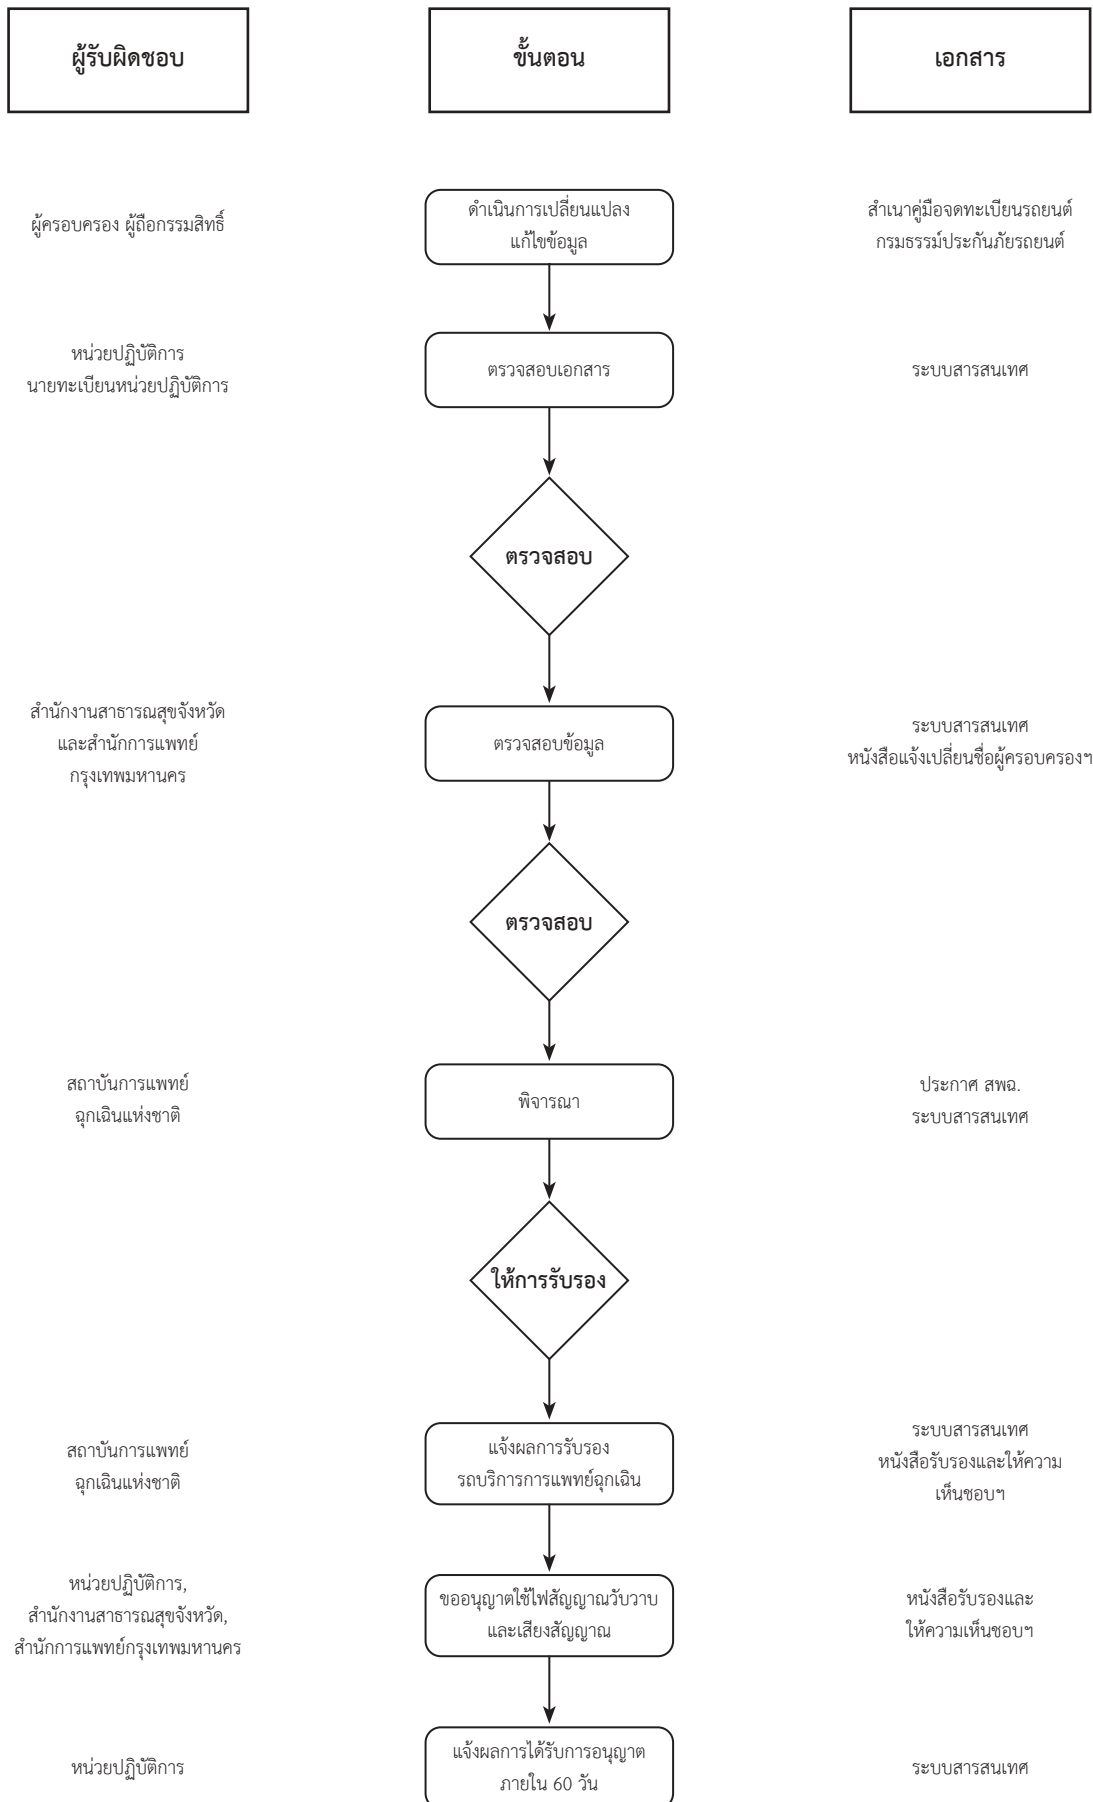 ผู้รับผิดชอบ
ขั้นตอน
เอกสาร
ผู้ครอบครอง ผู้ถือกรรมสิทธิ์
ดำเนินการเปลี่ยนแปลง
แก้ไขข้อมูล
สำเนาคู่มือจดทะเบียนรถยนต์
กรมธรรม์ประกันภัยรถยนต์
หน่วยปฏิบัติการ
นายทะเบียนหน่วยปฏิบัติการ
ตรวจสอบเอกสาร
ระบบสารสนเทศ
ตรวจสอบ
สำนักงานสาธารณสุขจังหวัด
และสำนักการแพทย์
กรุงเทพมหานคร
ตรวจสอบข้อมูล
ระบบสารสนเทศ
หนังสือแจ้งเปลี่ยนชื่อผู้ครอบครองฯ
ตรวจสอบ
สถาบันการแพทย์
ฉุกเฉินแห่งชาติ
พิจารณา
ประกาศ สพฉ.
ระบบสารสนเทศ
ให้การรับรอง
สถาบันการแพทย์
ฉุกเฉินแห่งชาติ
แจ้งผลการรับรอง
รถบริการการแพทย์ฉุกเฉิน
ระบบสารสนเทศ
หนังสือรับรองและให้ความ
เห็นชอบฯ
หน่วยปฏิบัติการ,
สำนักงานสาธารณสุขจังหวัด,
สำนักการแพทย์กรุงเทพมหานคร
ขออนุญาตใช้ไฟสัญญาณวับวาบ
และเสียงสัญญาณ
หนังสือรับรองและ
ให้ความเห็นชอบฯ
หน่วยปฏิบัติการ
แจ้งผลการได้รับการอนุญาต
ภายใน 60 วัน
ระบบสารสนเทศ